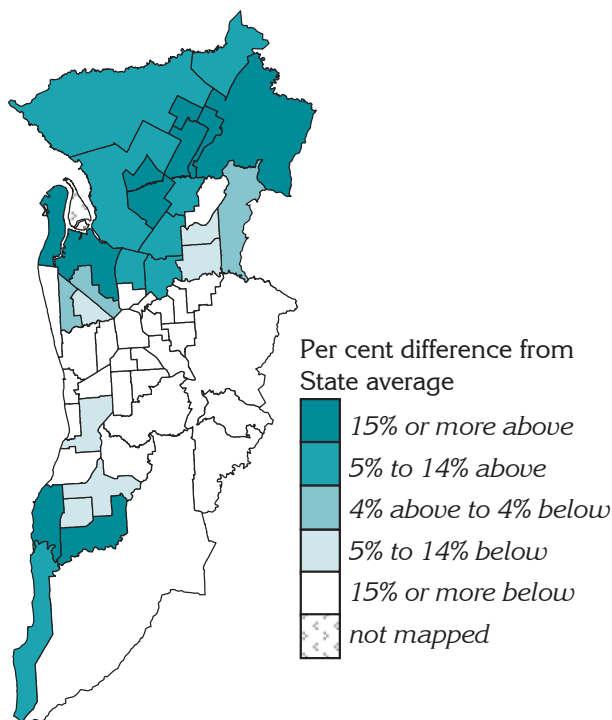 Per cent difference from
State average
15% or more above
5% to 14% above
4% above to 4% below
5% to 14% below
15% or more below
not mapped